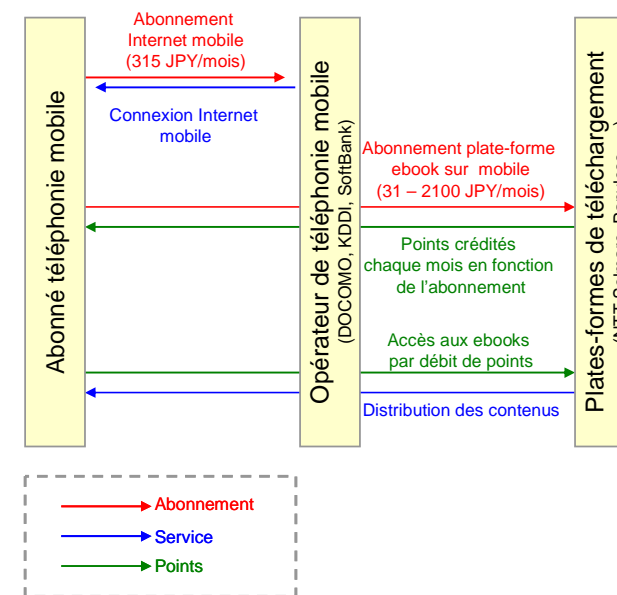 Abonnement
Internet mobile
(315 JPY/mois)
Connexion Internet
mobile
Abonné téléphonie mobile
Opérateur de téléphonie mobile
(DOCOMO, KDDI, SoftBank)
Abonnement plate-forme
ebook sur mobile
(31 – 2100 JPY/mois)
Points crédités
chaque mois en fonction
de l'abonnement
Accès aux ebooks
par débit de points
Distribution des contenus
Plates-formes de téléchargement
Abonnement
Service
Points